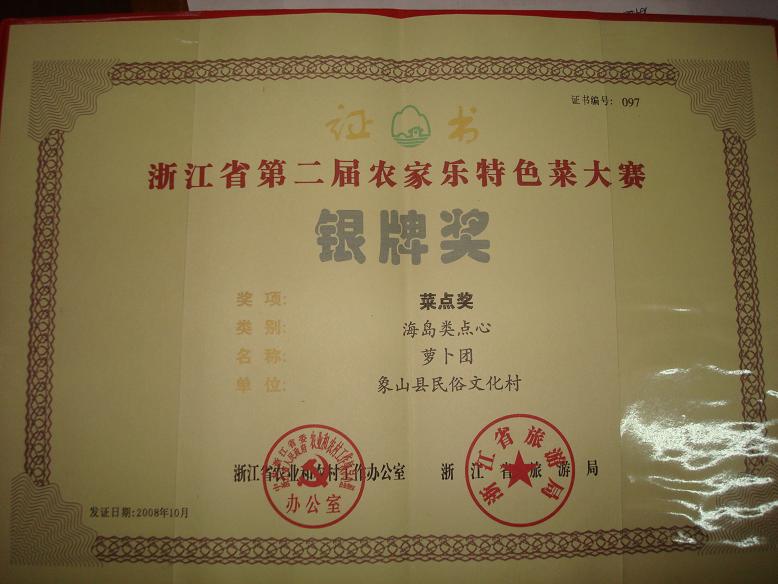 证书编号: 097
证 书
浙江省第二届农家乐特色菜大赛
银牌奖
奖 项: 菜点奖
类 别: 海岛类点心
名 称: 萝卜团
单 位: 象山县民俗文化村
浙江省农业和农村工作办公室 浙江省旅游局
办公室
浙江省旅游局
发证日期:2008年10月